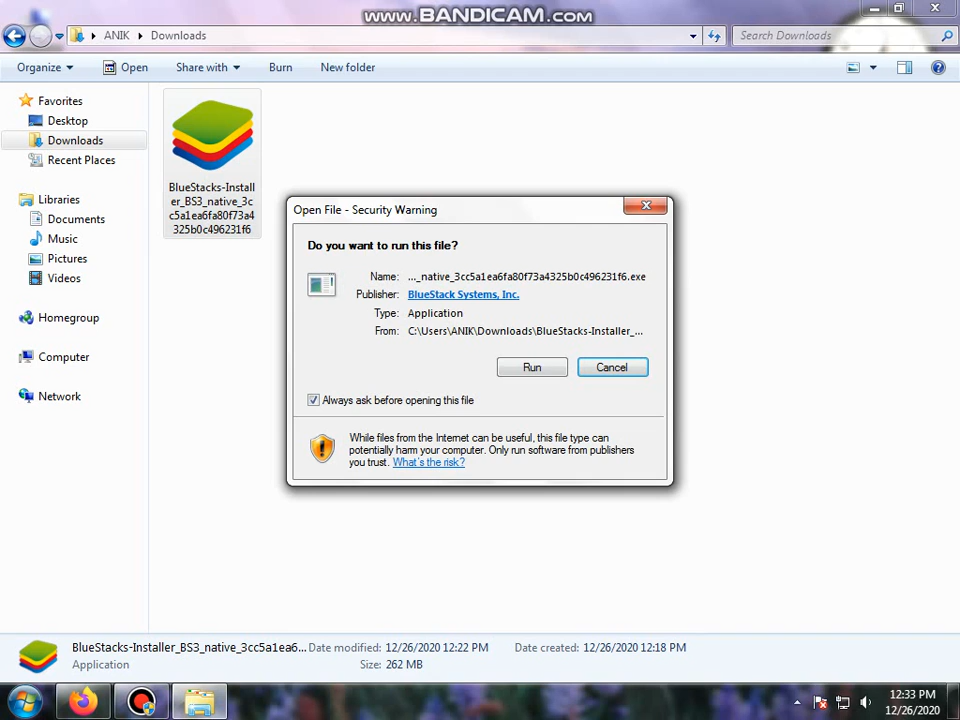 www.BANDICAM.com
ANIK
Downloads
Search Downloads
Organize
Open
Share with
Burn
New folder
Favorites
Desktop
Downloads
Recent Places
Libraries
Documents
Music
Pictures
Videos
Homegroup
Computer
Network
BlueStacks-Install
er_BS3_native_3c
c5a1ea6fa80f73a4
325b0c496231f6
Open File - Security Warning
Do you want to run this file?
Name: ..._native_3cc5a1ea6fa80f73a4325b0c496231f6.exe
Publisher: BlueStack Systems, Inc.
Type: Application
From: C:\Users\ANIK\Downloads\BlueStacks-Installer_...
Run
Cancel
Always ask before opening this file
While files from the Internet can be useful, this file type can
potentially harm your computer. Only run software from publishers
you trust. What's the risk?
BlueStacks-Installer_BS3_native_3cc5a1ea6... Date modified: 12/26/2020 12:22 PM Date created: 12/26/2020 12:18 PM
Application Size: 262 MB
12:33 PM
12/26/2020